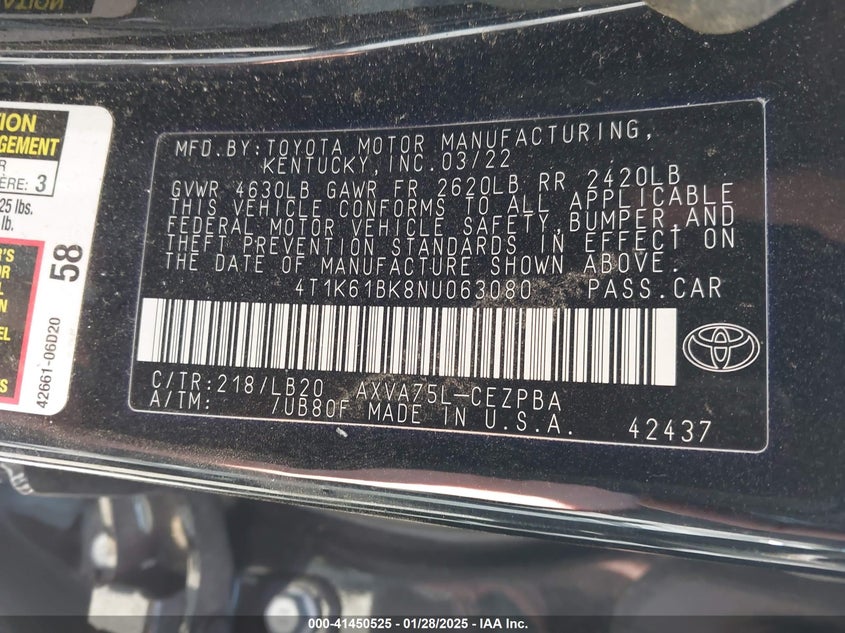 MFD.BY:TOYOTA MOTOR MANUFACTURING,
KENTUCKY,INC.03/22
GVWR 4630LB GAWR FR 2620LB RR 2420LB
THIS VEHICLE CONFORMS TO ALL APPLICABLE
FEDERAL MOTOR VEHICLE SAFETY,BUMPER,AND
THEFT PREVENTION STANDARDS IN EFFECT ON
THE DATE OF MANUFACTURE SHOWN ABOVE.
4T1K61BK8NU063080 PASS.CAR
C/TR:218/LB20 AXVA75L-CEZPBA
A/TM: /UB80F MADE IN U.S.A.
42437
GEMENT
ÈRE: 3
25 lbs.
lb.
58
42661-06D20
**00-41450525 - 01/28/2025 - IAA Inc.**